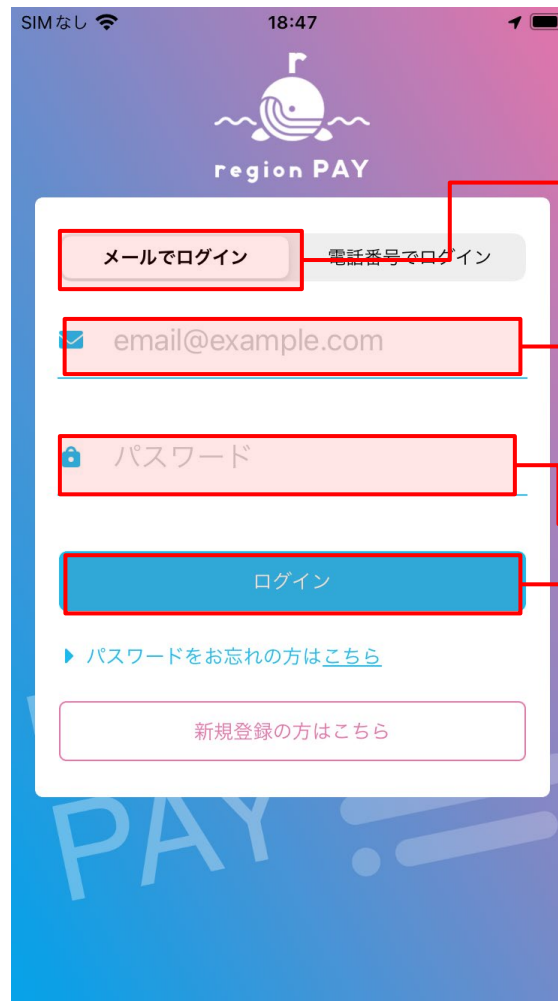 SIMなし
18:47
r
region PAY
メールでログイン
電話番号でログイン
email@example.com
パスワード
ログイン
パスワードをお忘れの方はこちら
新規登録の方はこちら
PAY